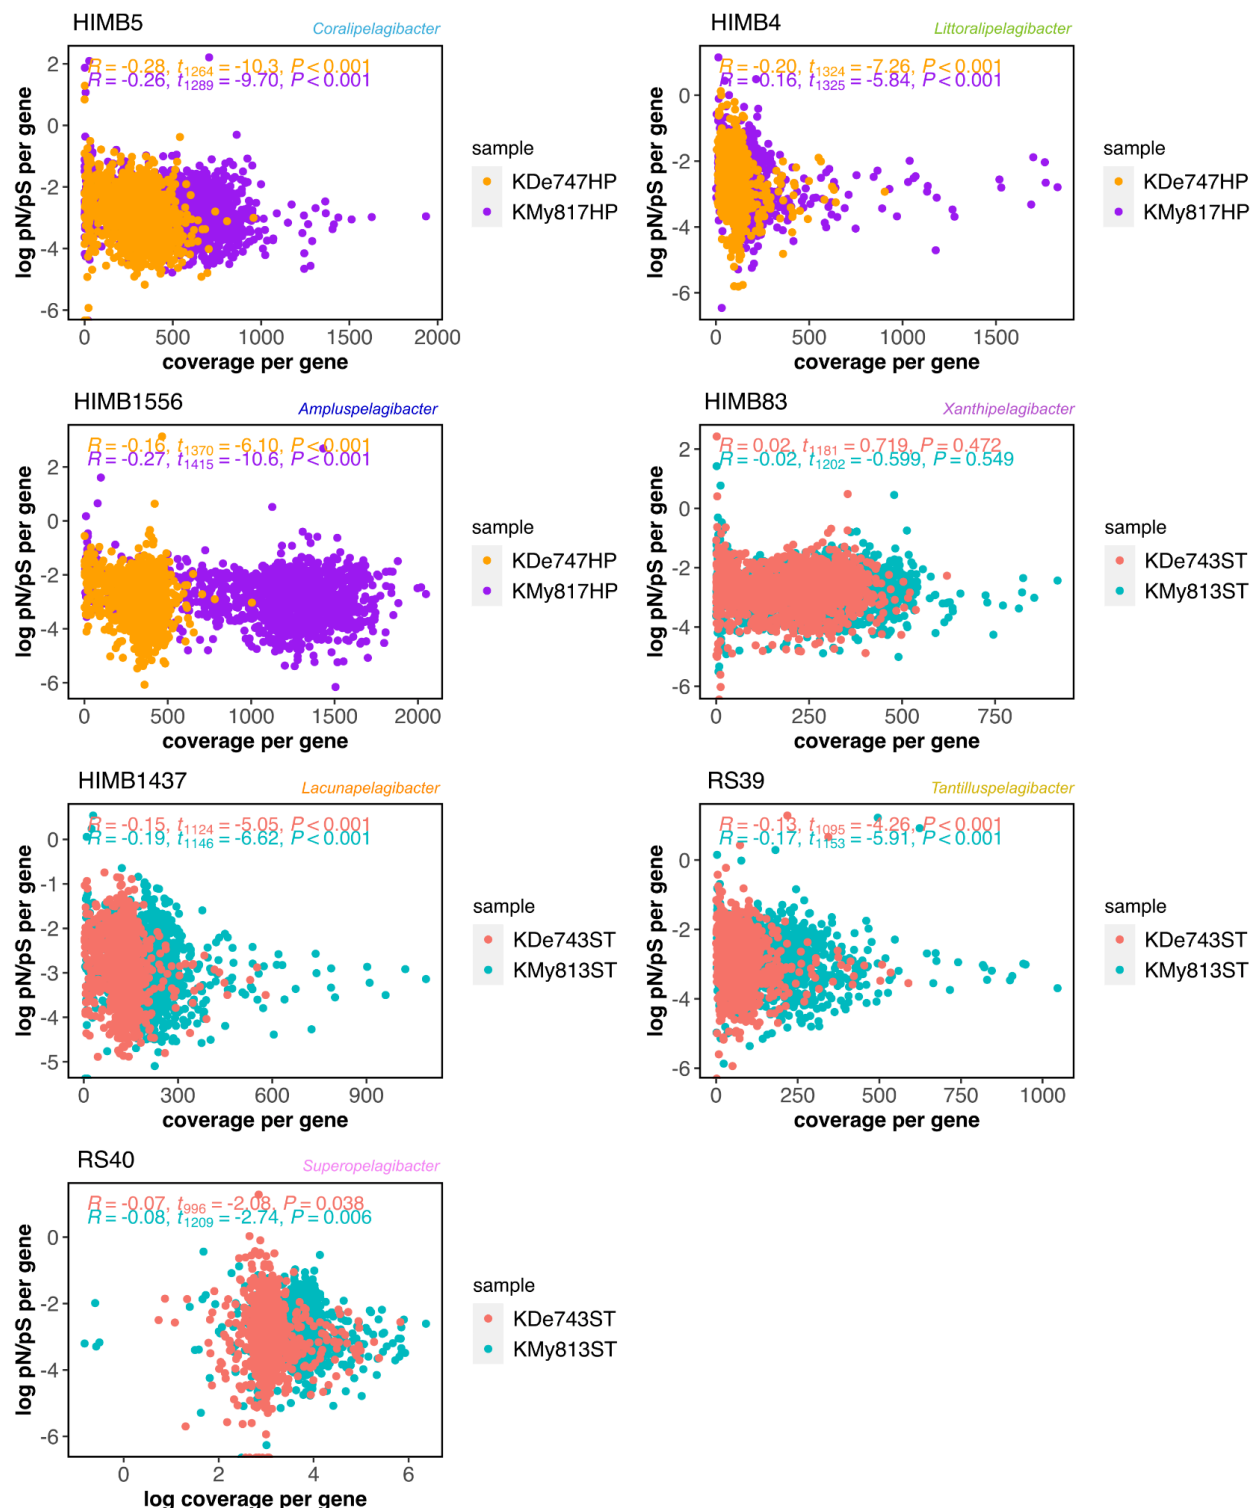 HIMB5
Coralipelagibacter
R = -0.28, t1264 = -10.3, P < 0.001
R = -0.26, t1289 = -9.70, P < 0.001
log pN/pS per gene
2
0
-2
-4
-6
0 500 1000 1500 2000
coverage per gene
sample
KDe747HP
KMy817HP
HIMB4
Littoralipelagibacter
R = -0.20, t1324 = -7.26, P < 0.001
R = -0.16, t1325 = -5.84, P < 0.001
log pN/pS per gene
0
-2
-4
-6
0 500 1000 1500
coverage per gene
sample
KDe747HP
KMy817HP
HIMB1556
Ampluspelagibacter
R = -0.16, t1370 = -6.10, P < 0.001
R = -0.27, t1415 = -10.6, P < 0.001
log pN/pS per gene
2
0
-2
-4
-6
0 500 1000 1500 2000
coverage per gene
sample
KDe747HP
KMy817HP
HIMB83
Xanthipelagibacter
R = 0.02, t1181 = 0.719, P = 0.472
R = -0.02, t1202 = -0.599, P = 0.549
log pN/pS per gene
2
0
-2
-4
-6
0 250 500 750
coverage per gene
sample
KDe743ST
KMy813ST
HIMB1437
Lacunapelagibacter
R = -0.15, t1124 = -5.05, P < 0.001
R = -0.19, t1146 = -6.62, P < 0.001
log pN/pS per gene
0
-1
-2
-3
-4
-5
0 300 600 900
coverage per gene
sample
KDe743ST
KMy813ST
RS39
Tantilluspelagibacter
R = -0.13, t1095 = -4.26, P < 0.001
R = -0.17, t1153 = -5.91, P < 0.001
log pN/pS per gene
0
-2
-4
-6
0 250 500 750 1000
coverage per gene
sample
KDe743ST
KMy813ST
RS40
Superopelagibacter
R = -0.07, t996 = -2.08, P = 0.038
R = -0.08, t1209 = -2.74, P = 0.006
log pN/pS per gene
0
-2
-4
-6
0 2 4 6
log coverage per gene
sample
KDe743ST
KMy813ST